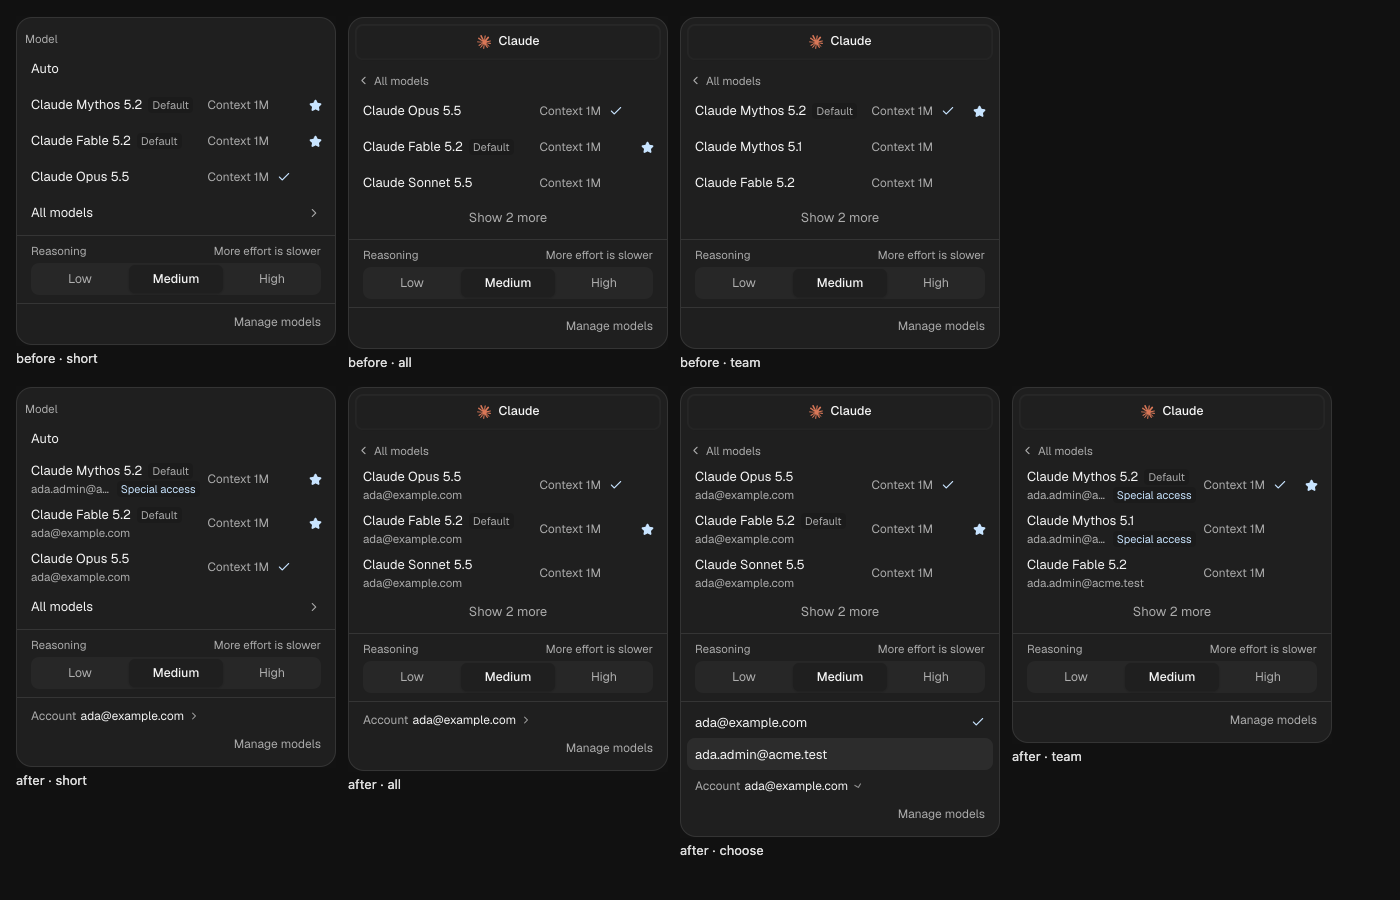 Model
Auto
Claude Mythos 5.2 Default Context 1M
Claude Fable 5.2 Default Context 1M
Claude Opus 5.5 Context 1M
All models
Reasoning More effort is slower
Low Medium High
Manage models
before · short
Claude
All models
Claude Opus 5.5 Context 1M
Claude Fable 5.2 Default Context 1M
Claude Sonnet 5.5 Context 1M
Show 2 more
Reasoning More effort is slower
Low Medium High
Manage models
before · all
Claude
All models
Claude Mythos 5.2 Default Context 1M
Claude Mythos 5.1 Context 1M
Claude Fable 5.2 Context 1M
Show 2 more
Reasoning More effort is slower
Low Medium High
Manage models
before · team
Model
Auto
Claude Mythos 5.2 Default Context 1M
ada.admin@a... Special access
Claude Fable 5.2 Default Context 1M
ada@example.com
Claude Opus 5.5 Context 1M
ada@example.com
All models
Reasoning More effort is slower
Low Medium High
Account ada@example.com
Manage models
after · short
Claude
All models
Claude Opus 5.5 Context 1M
ada@example.com
Claude Fable 5.2 Default Context 1M
ada@example.com
Claude Sonnet 5.5 Context 1M
ada@example.com
Show 2 more
Reasoning More effort is slower
Low Medium High
Account ada@example.com
Manage models
after · all
Claude
All models
Claude Opus 5.5 Context 1M
ada@example.com
Claude Fable 5.2 Default Context 1M
ada@example.com
Claude Sonnet 5.5 Context 1M
ada@example.com
Show 2 more
Reasoning More effort is slower
Low Medium High
ada@example.com
ada.admin@acme.test
Account ada@example.com
Manage models
after · choose
Claude
All models
Claude Mythos 5.2 Default Context 1M
ada.admin@a... Special access
Claude Mythos 5.1 Context 1M
ada.admin@a... Special access
Claude Fable 5.2 Context 1M
ada.admin@acme.test
Show 2 more
Reasoning More effort is slower
Low Medium High
Manage models
after · team